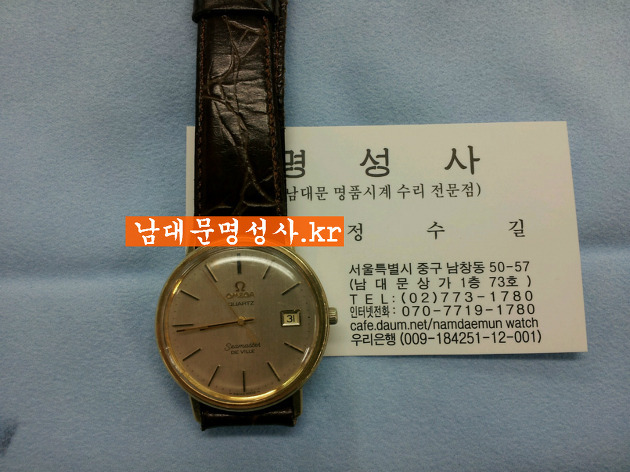 명 성 사
(남대문 명품시계 수리 전문점)
남대문명성사.kr
정 수 길
서울특별시 중구 남창동 50-57
(남 대 문 상 가 1층 73호 )
T E L : (02)773-1780
인터넷전화 : 070-7719-1780
cafe.daum.net/namdaemun watch
우리은행 (009-184251-12-001)
Ω
OMEGA
QUARTZ
31
Seamaster
DE VILLE